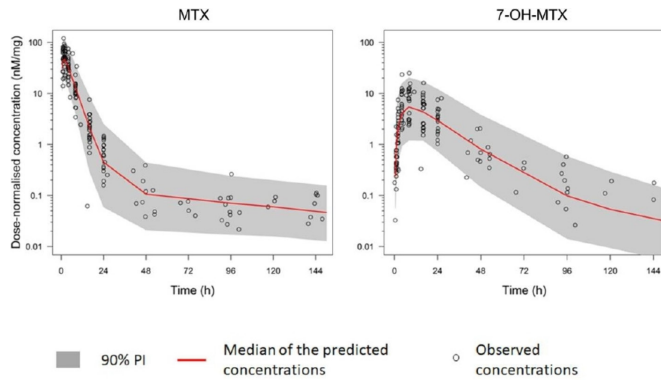 MTX
7-OH-MTX
Dose-normalised concentration (nM/mg)
100
10
1
0.1
0.01
0 24 48 72 96 120 144
Time (h)
100
10
1
0.1
0.01
0 24 48 72 96 120 144
Time (h)
90% PI
Median of the predicted
concentrations
Observed
concentrations